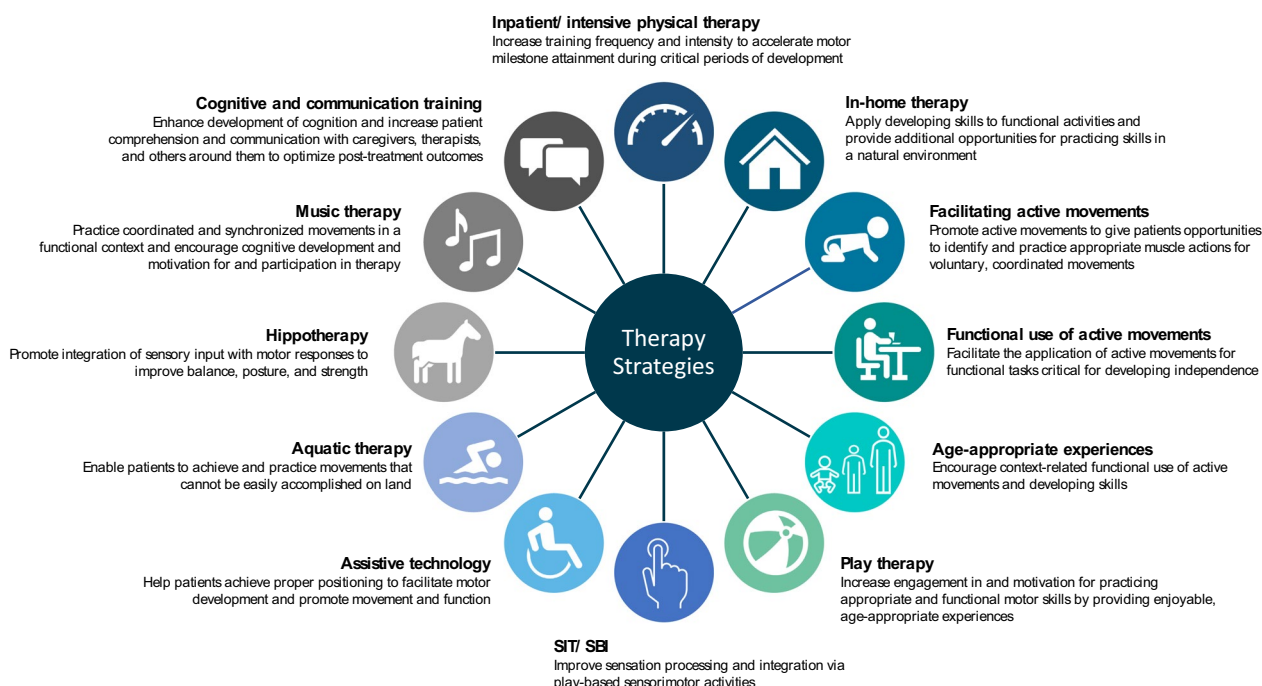 Inpatient/ intensive physical therapy
Increase training frequency and intensity to accelerate motor
milestone attainment during critical periods of development
In-home therapy
Apply developing skills to functional activities and
provide additional opportunities for practicing skills in
a natural environment
Facilitating active movements
Promote active movements to give patients opportunities
to identify and practice appropriate muscle actions for
voluntary, coordinated movements
Functional use of active movements
Facilitate the application of active movements for
functional tasks critical for developing independence
Age-appropriate experiences
Encourage context-related functional use of active
movements and developing skills
Play therapy
Increase engagement in and motivation for practicing
appropriate and functional motor skills by providing enjoyable,
age-appropriate experiences
SIT/ SBI
Improve sensation processing and integration via
play-based sensorimotor activities
Assistive technology
Help patients achieve proper positioning to facilitate motor
development and promote movement and function
Aquatic therapy
Enable patients to achieve and practice movements that
cannot be easily accomplished on land
Hippotherapy
Promote integration of sensory input with motor responses to
improve balance, posture, and strength
Music therapy
Practice coordinated and synchronized movements in a
functional context and encourage cognitive development and
motivation for and participation in therapy
Cognitive and communication training
Enhance development of cognition and increase patient
comprehension and communication with caregivers, therapists,
and others around them to optimize post-treatment outcomes
Therapy
Strategies